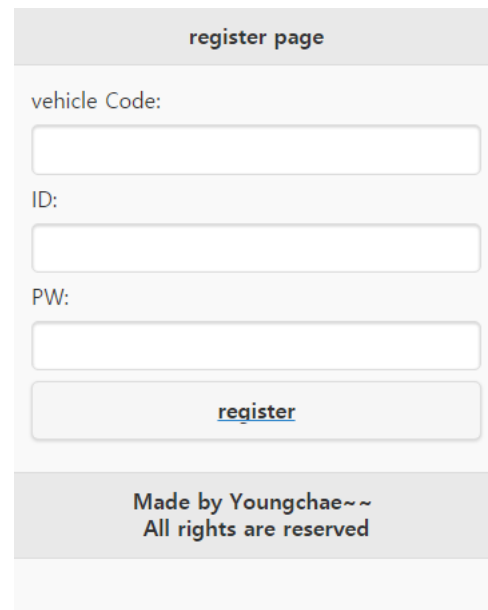 register page
vehicle Code:
ID:
PW:
register
Made by Youngchae~~
All rights are reserved